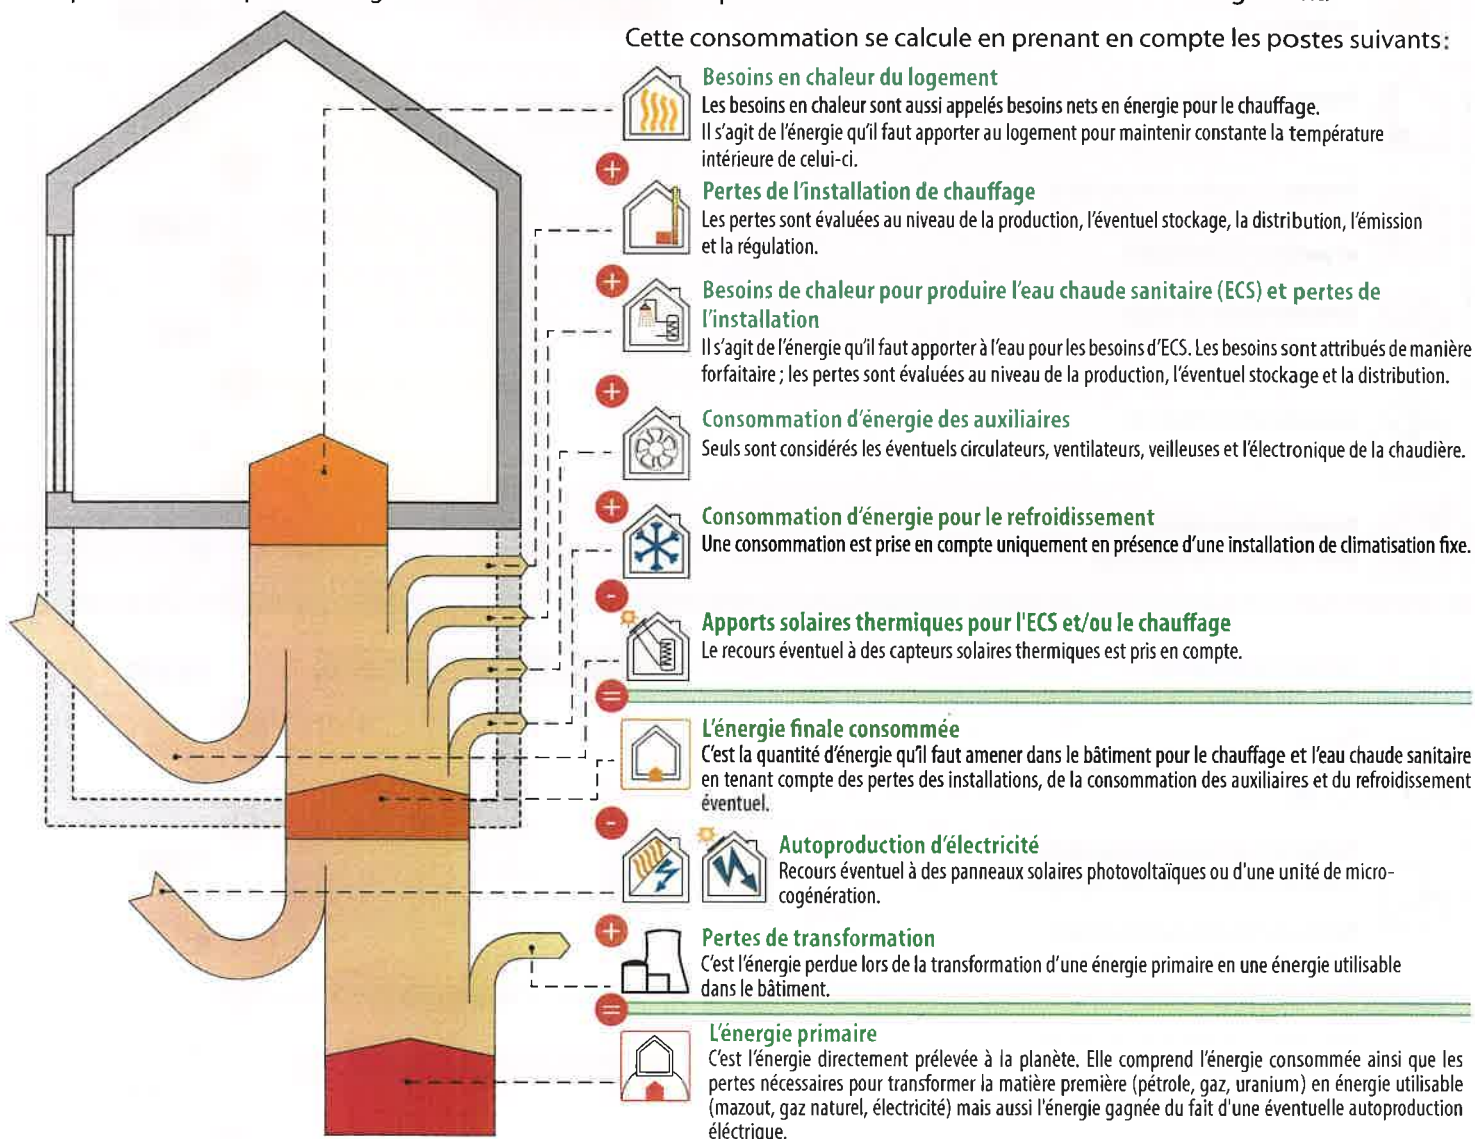 Cette consommation se calcule en prenant en compte les postes suivants:
Besoins en chaleur du logement
Les besoins en chaleur sont aussi appelés besoins nets en énergie pour le chauffage.
Il s'agit de l'énergie qu'il faut apporter au logement pour maintenir constante la température
intérieure de celui-ci.
+
Pertes de l'installation de chauffage
Les pertes sont évaluées au niveau de la production, l'éventuel stockage, la distribution, l'émission
et la régulation.
+
Besoins de chaleur pour produire l'eau chaude sanitaire (ECS) et pertes de
l'installation
Il s'agit de l'énergie qu'il faut apporter à l'eau pour les besoins d'ECS. Les besoins sont attribués de manière
forfaitaire ; les pertes sont évaluées au niveau de la production, l'éventuel stockage et la distribution.
+
Consommation d'énergie des auxiliaires
Seuls sont considérés les éventuels circulateurs, ventilateurs, veilleuses et l'électronique de la chaudière.
+
Consommation d'énergie pour le refroidissement
Une consommation est prise en compte uniquement en présence d'une installation de climatisation fixe.
-
Apports solaires thermiques pour l'ECS et/ou le chauffage
Le recours éventuel à des capteurs solaires thermiques est pris en compte.
=
L'énergie finale consommée
C'est la quantité d'énergie qu'il faut amener dans le bâtiment pour le chauffage et l'eau chaude sanitaire
en tenant compte des pertes des installations, de la consommation des auxiliaires et du refroidissement
éventuel.
-
Autoproduction d'électricité
Recours éventuel à des panneaux solaires photovoltaïques ou d'une unité de micro-
cogénération.
+
Pertes de transformation
C'est l'énergie perdue lors de la transformation d'une énergie primaire en une énergie utilisable
dans le bâtiment.
=
L'énergie primaire
C'est l'énergie directement prélevée à la planète. Elle comprend l'énergie consommée ainsi que les
pertes nécessaires pour transformer la matière première (pétrole, gaz, uranium) en énergie utilisable
(mazout, gaz naturel, électricité) mais aussi l'énergie gagnée du fait d'une éventuelle autoproduction
éléctrique.